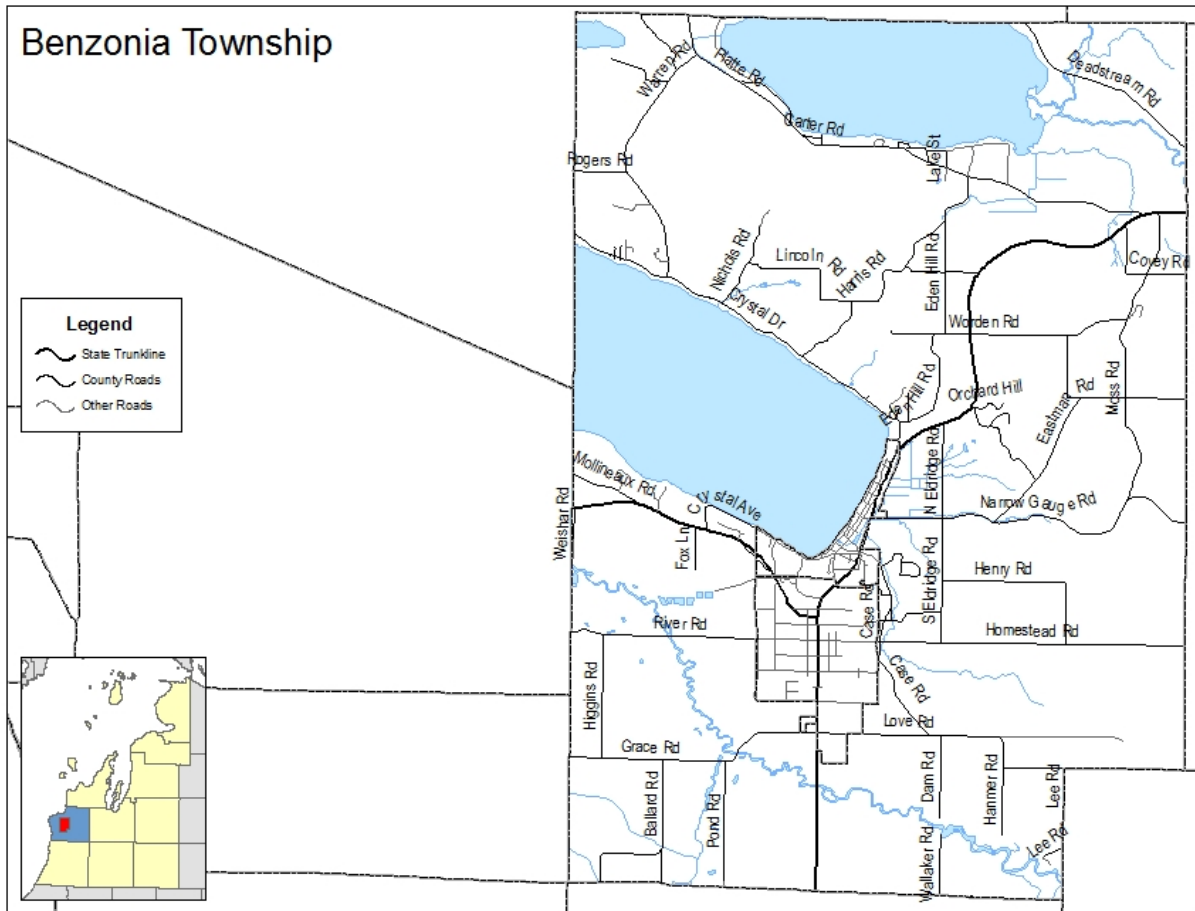 Benzonia Township
Warren Rd
Platte Rd
Deadstream Rd
Carter Rd
Lake St
Rogers Rd
Nichols Rd
Lincoln Rd
Harris Rd
Eden Hill Rd
Covey Rd
Crystal Dr
Worden Rd
Legend
State Trunkline
County Roads
Other Roads
Eden Hill Rd
Orchard Hill
Eastman Rd
Moss Rd
Mollineaux Rd
Crystal Ave
N Eldridge Rd
Narrow Gauge Rd
Weishar Rd
Fox Ln
Case Rd
S Eldridge Rd
Henry Rd
River Rd
Homestead Rd
Higgins Rd
Case Rd
Love Rd
Grace Rd
Ballard Rd
Pond Rd
Dam Rd
Hanmer Rd
Lee Rd
Wallaker Rd
Lee Rd